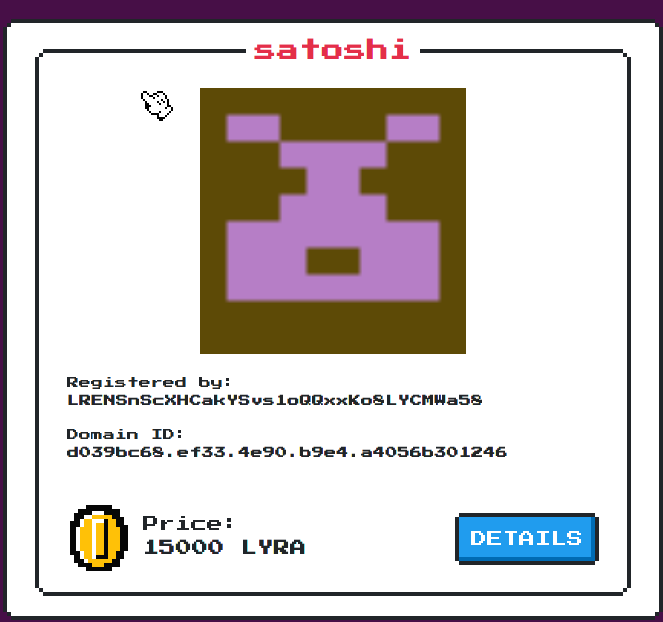 satoshi
Registered by:
LRENSnScXHCakYSvs1oQQxxKo8LYCMWa58
Domain ID:
d039bc68.ef33.4e90.b9e4.a4056b301246
Price:
15000 LYRA
DETAILS